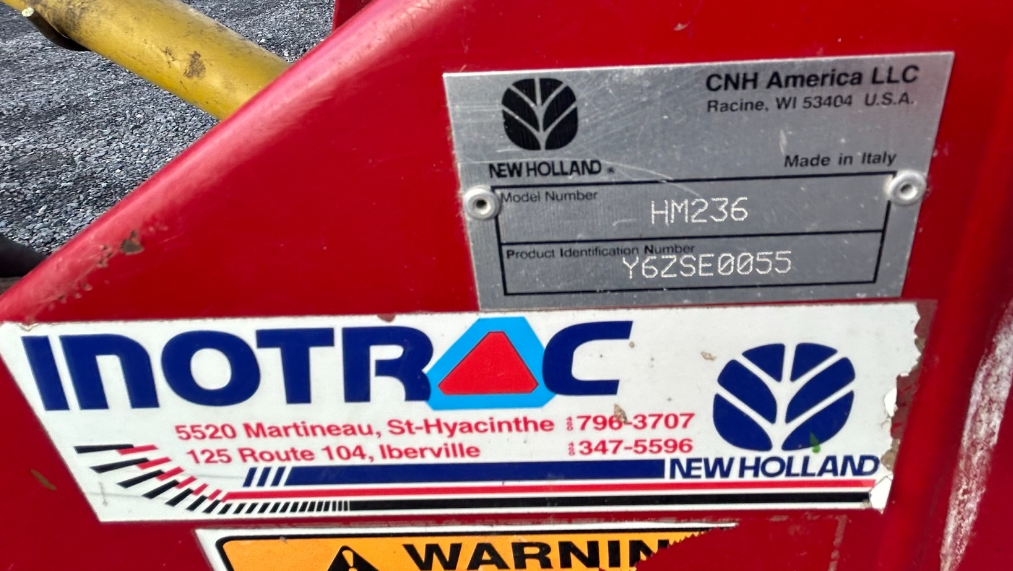 CNH America LLC
Racine, WI 53404 U.S.A.
NEW HOLLAND ®
Made in Italy
Model Number
HM236
Product Identification Number
Y6ZSE0055
INOTRAC
5520 Martineau, St-Hyacinthe 796-3707
125 Route 104, Iberville 347-5596
NEW HOLLAND
WARNIN